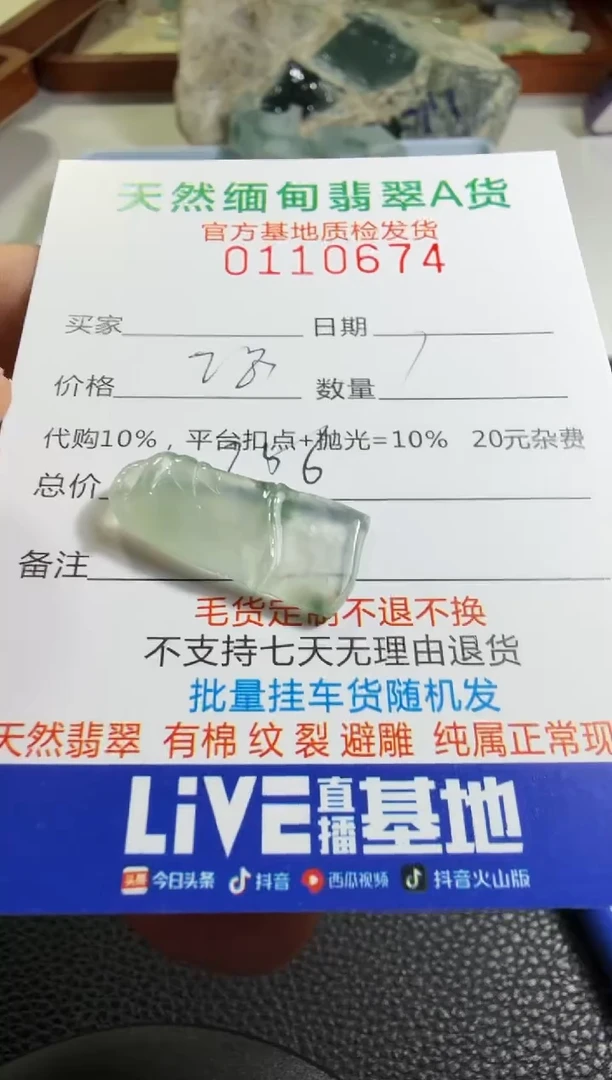 天然缅甸翡翠A货
官方基地质检发货
0110674
买家 日期
价格 数量 1
代购10%，平台扣点+抛光=10% 20元杂费
总价 786
备注
毛货定制不退不换
不支持七天无理由退货
批量挂车货随机发
天然翡翠 有棉 纹 裂 避雕 纯属正常现
LiVE直播基地
头条 今日头条 抖音 西瓜视频 抖音火山版